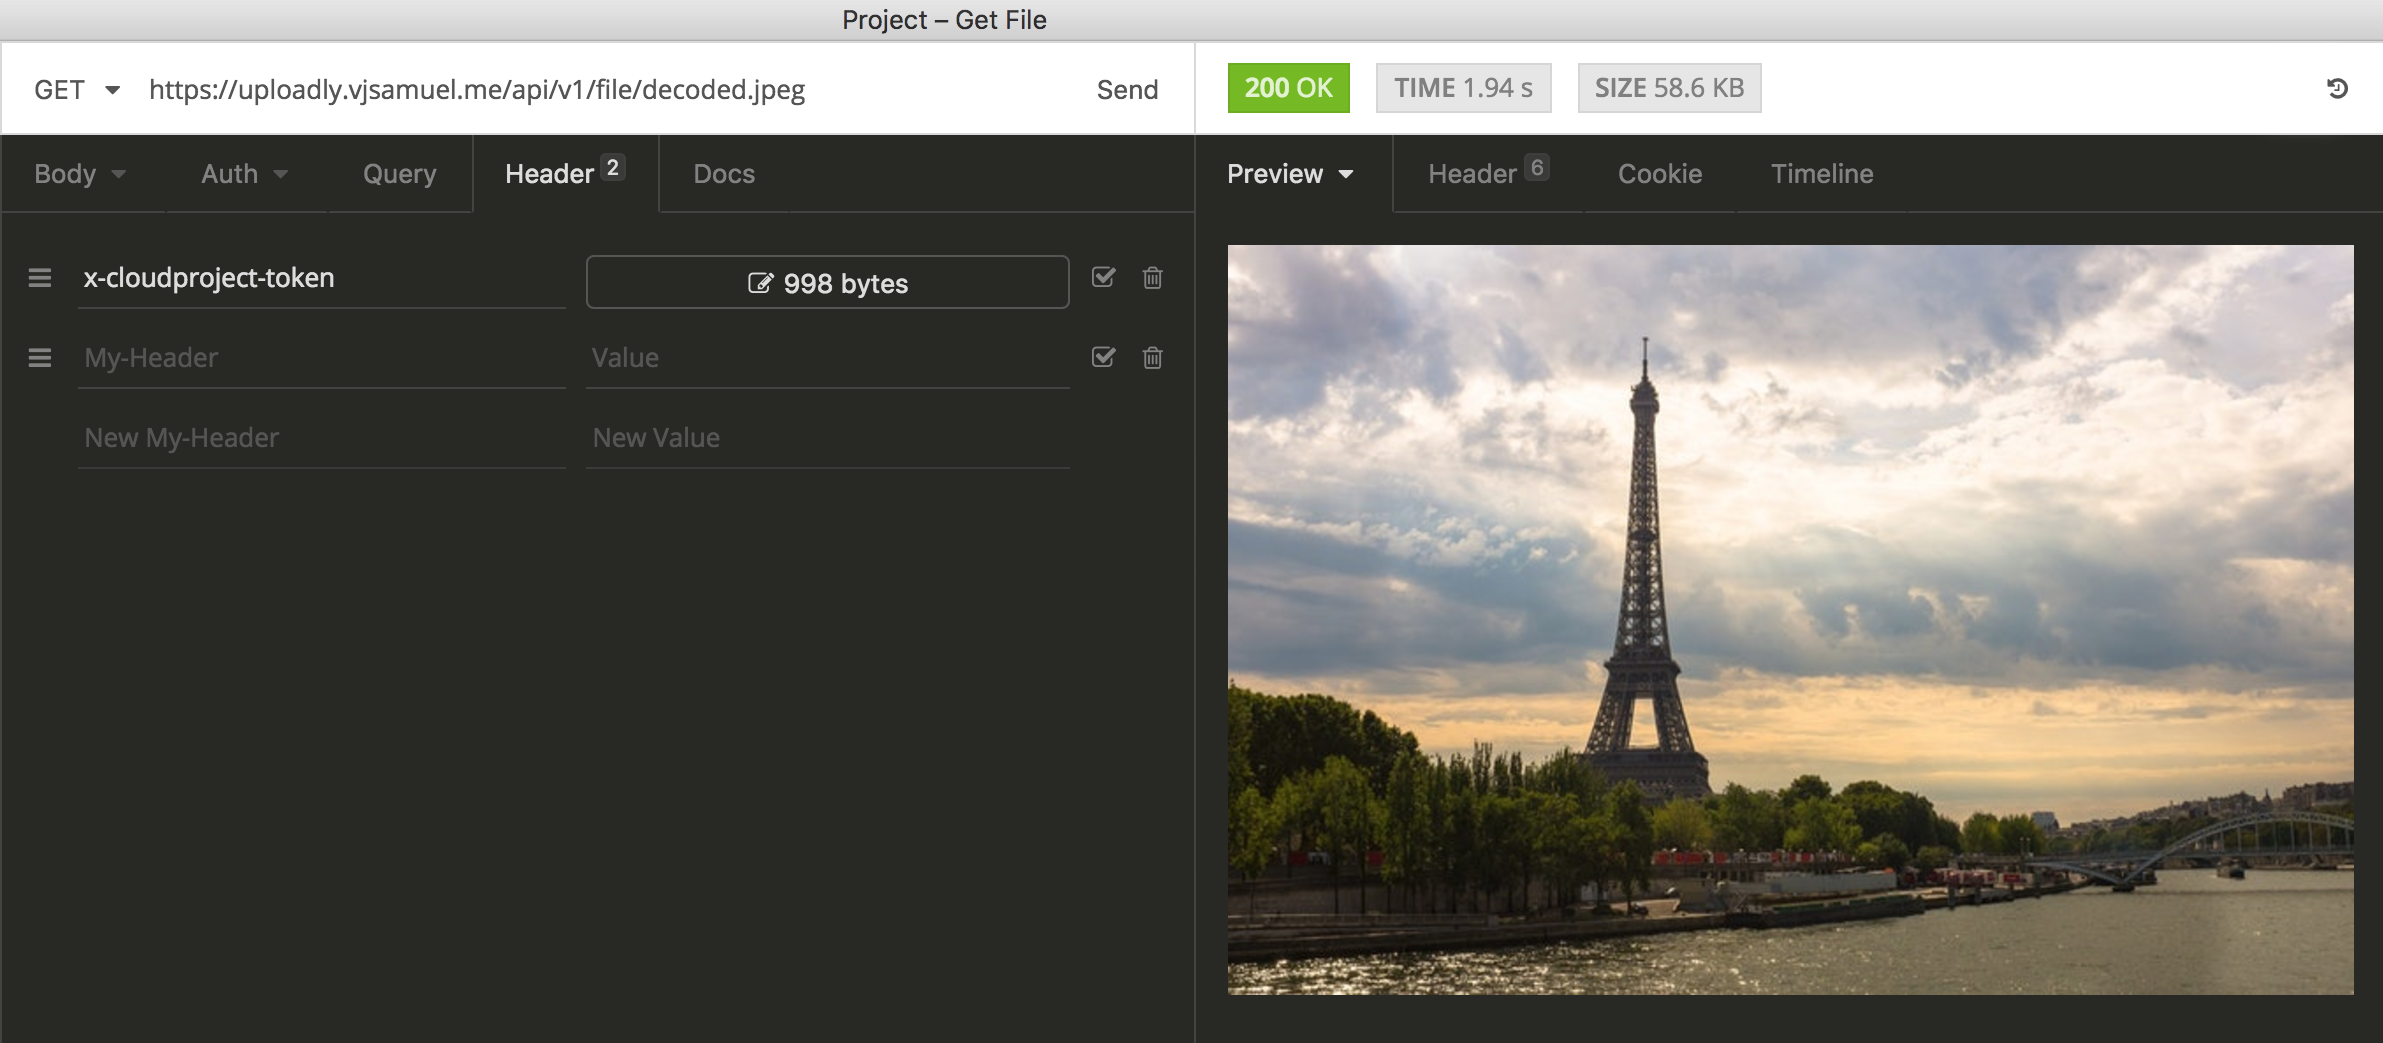 Project – Get File
GET https://uploadly.vjsamuel.me/api/v1/file/decoded.jpeg Send
200 OK TIME 1.94 s SIZE 58.6 KB
Body Auth Query Header 2 Docs
Preview Header 6 Cookie Timeline
x-cloudproject-token 998 bytes
My-Header Value
New My-Header New Value